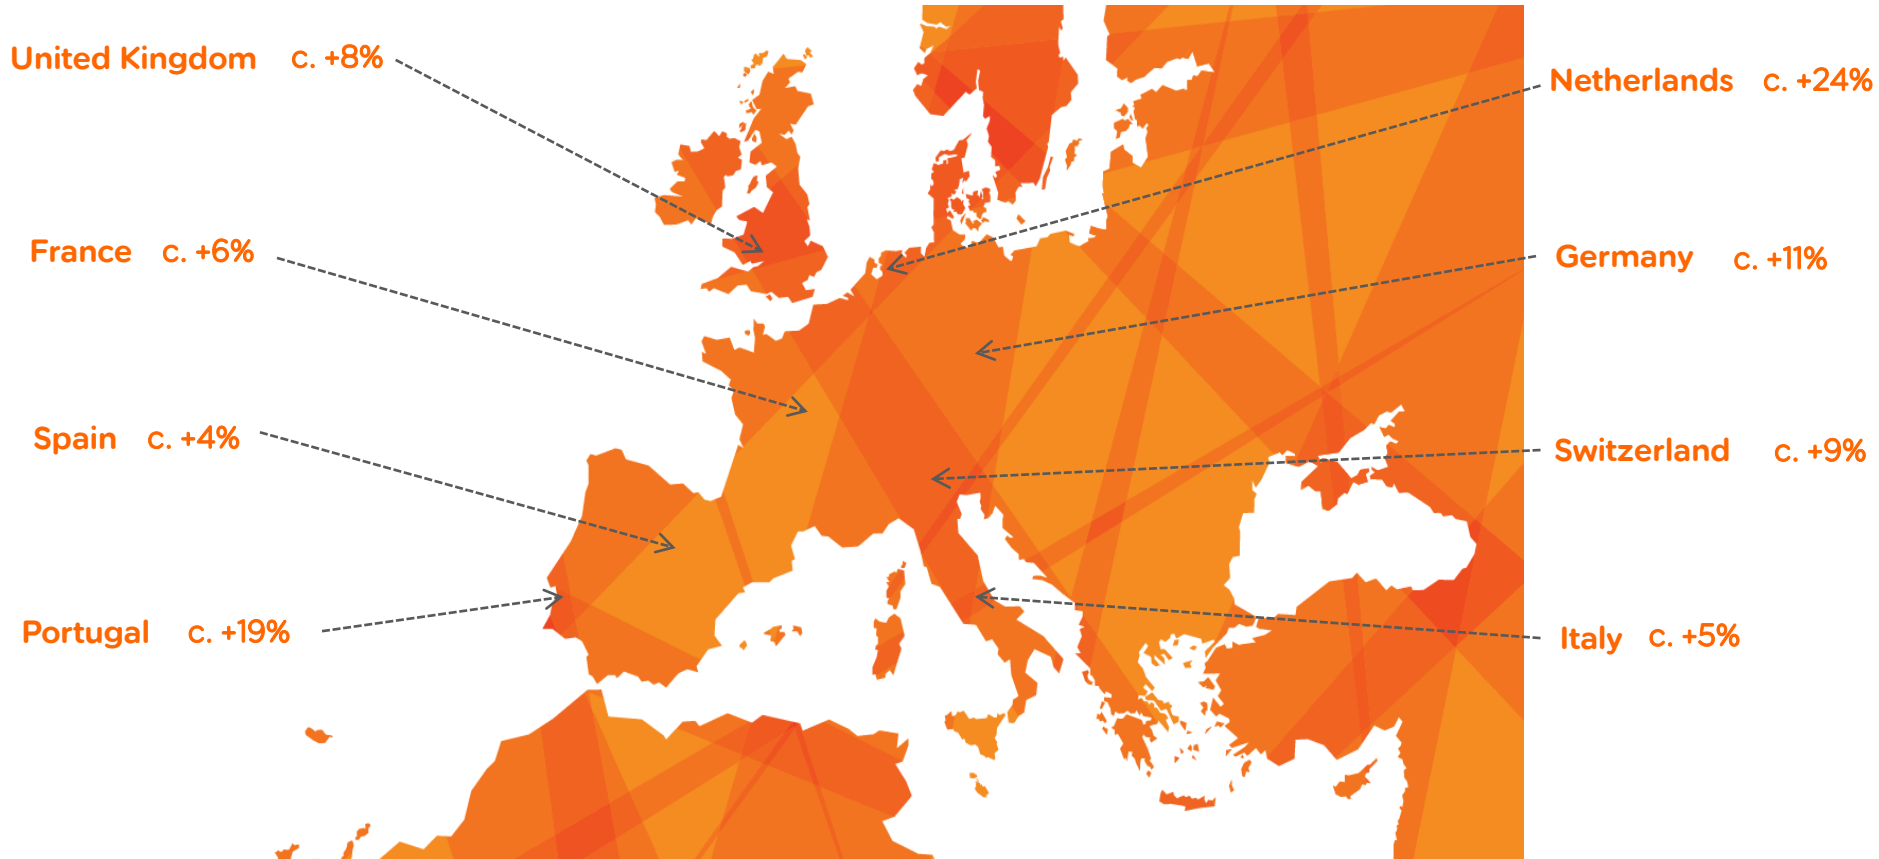 United Kingdom c. +8%
France c. +6%
Spain c. +4%
Portugal c. +19%
Netherlands c. +24%
Germany c. +11%
Switzerland c. +9%
Italy c. +5%